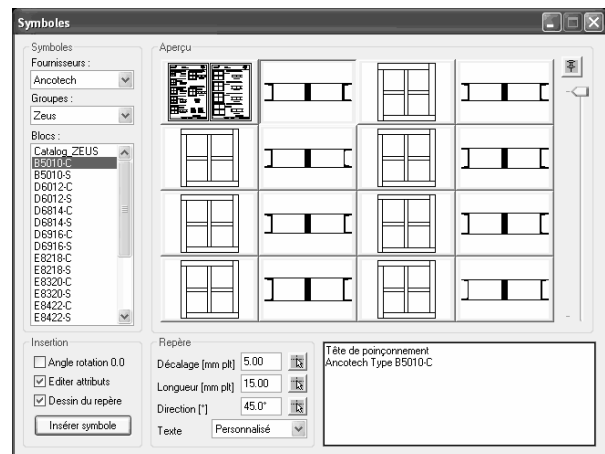 Symboles
Symboles
Fournisseurs :
Ancotech
Groupes :
Zeus
Blocs :
Catalog_ZEUS
B5010-C
B5010-S
D6012-C
D6012-S
D6814-C
D6814-S
D6916-C
D6916-S
E8218-C
E8218-S
E8320-C
E8320-S
E8422-C
E8422-S
Aperçu
Insertion
Angle rotation 0.0
Editer attributs
Dessin du repère
Insérer symbole
Repère
Décalage [mm plt] 5.00
Longueur [mm plt] 15.00
Direction [°] 45.0°
Texte Personnalisé
Tête de poinçonnement
Ancotech Type B5010-C